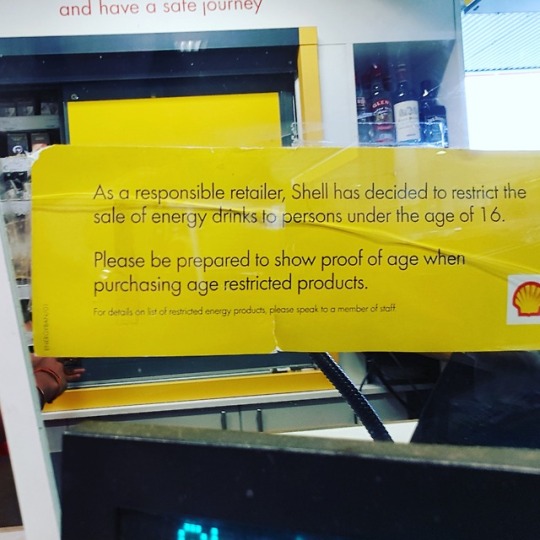 and have a safe journey
GLEN
As a responsible retailer, Shell has decided to restrict the
sale of energy drinks to persons under the age of 16.
Please be prepared to show proof of age when
purchasing age restricted products.
For details on list of restricted energy products, please speak to a member of staff